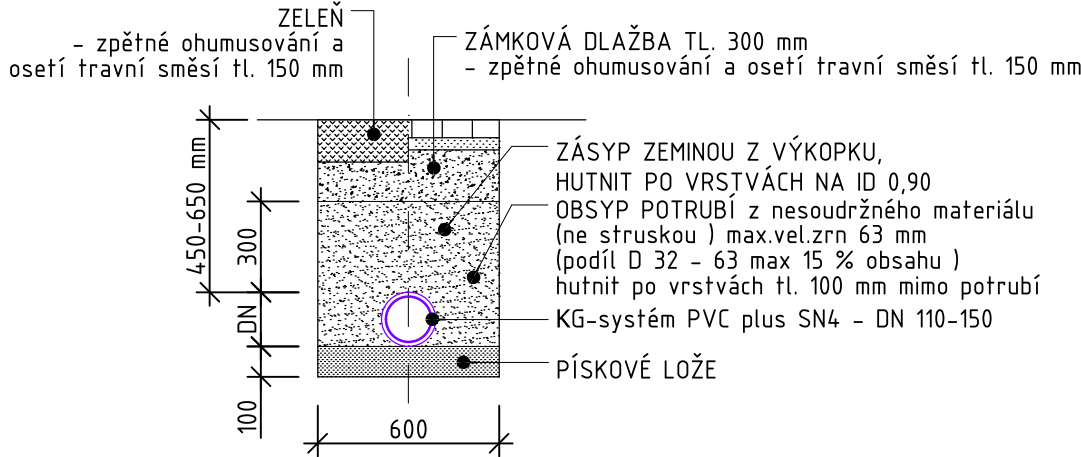 ZELEŇ
- zpětné ohumusování a
osetí travní směsí tl. 150 mm
ZÁMKOVÁ DLAŽBA TL. 300 mm
- zpětné ohumusování a osetí travní směsí tl. 150 mm
ZÁSYP ZEMINOU Z VÝKOPKU,
HUTNIT PO VRSTVÁCH NA ID 0,90
OBSYP POTRUBÍ z nesoudržného materiálu
(ne struskou ) max.vel.zrn 63 mm
(podíl D 32 - 63 max 15 % obsahu )
hutnit po vrstvách tl. 100 mm mimo potrubí
KG-systém PVC plus SN4 - DN 110-150
PÍSKOVÉ LOŽE
450-650 mm
300
DN
100
600